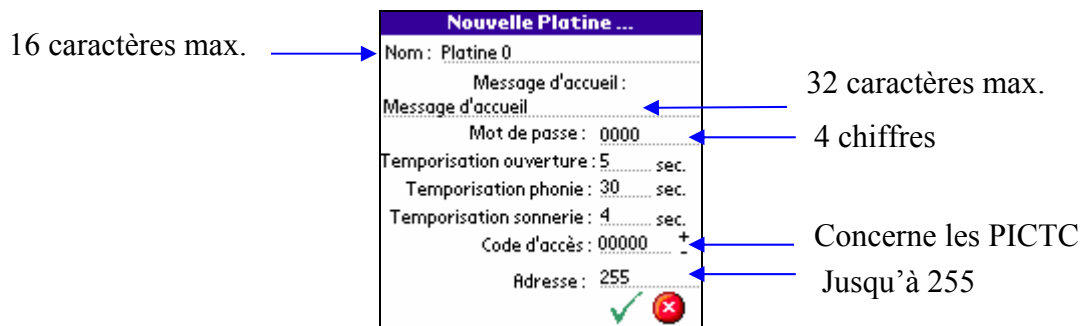 Nouvelle Platine ...
16 caractères max.
Nom : Platine 0
Message d'accueil :
32 caractères max.
Message d'accueil
Mot de passe : 0000
4 chiffres
Temporisation ouverture : 5 sec.
Temporisation phonie : 30 sec.
Temporisation sonnerie : 4 sec.
Code d'accès : 00000 + -
Concerne les PICTC
Adresse : 255
Jusqu’à 255